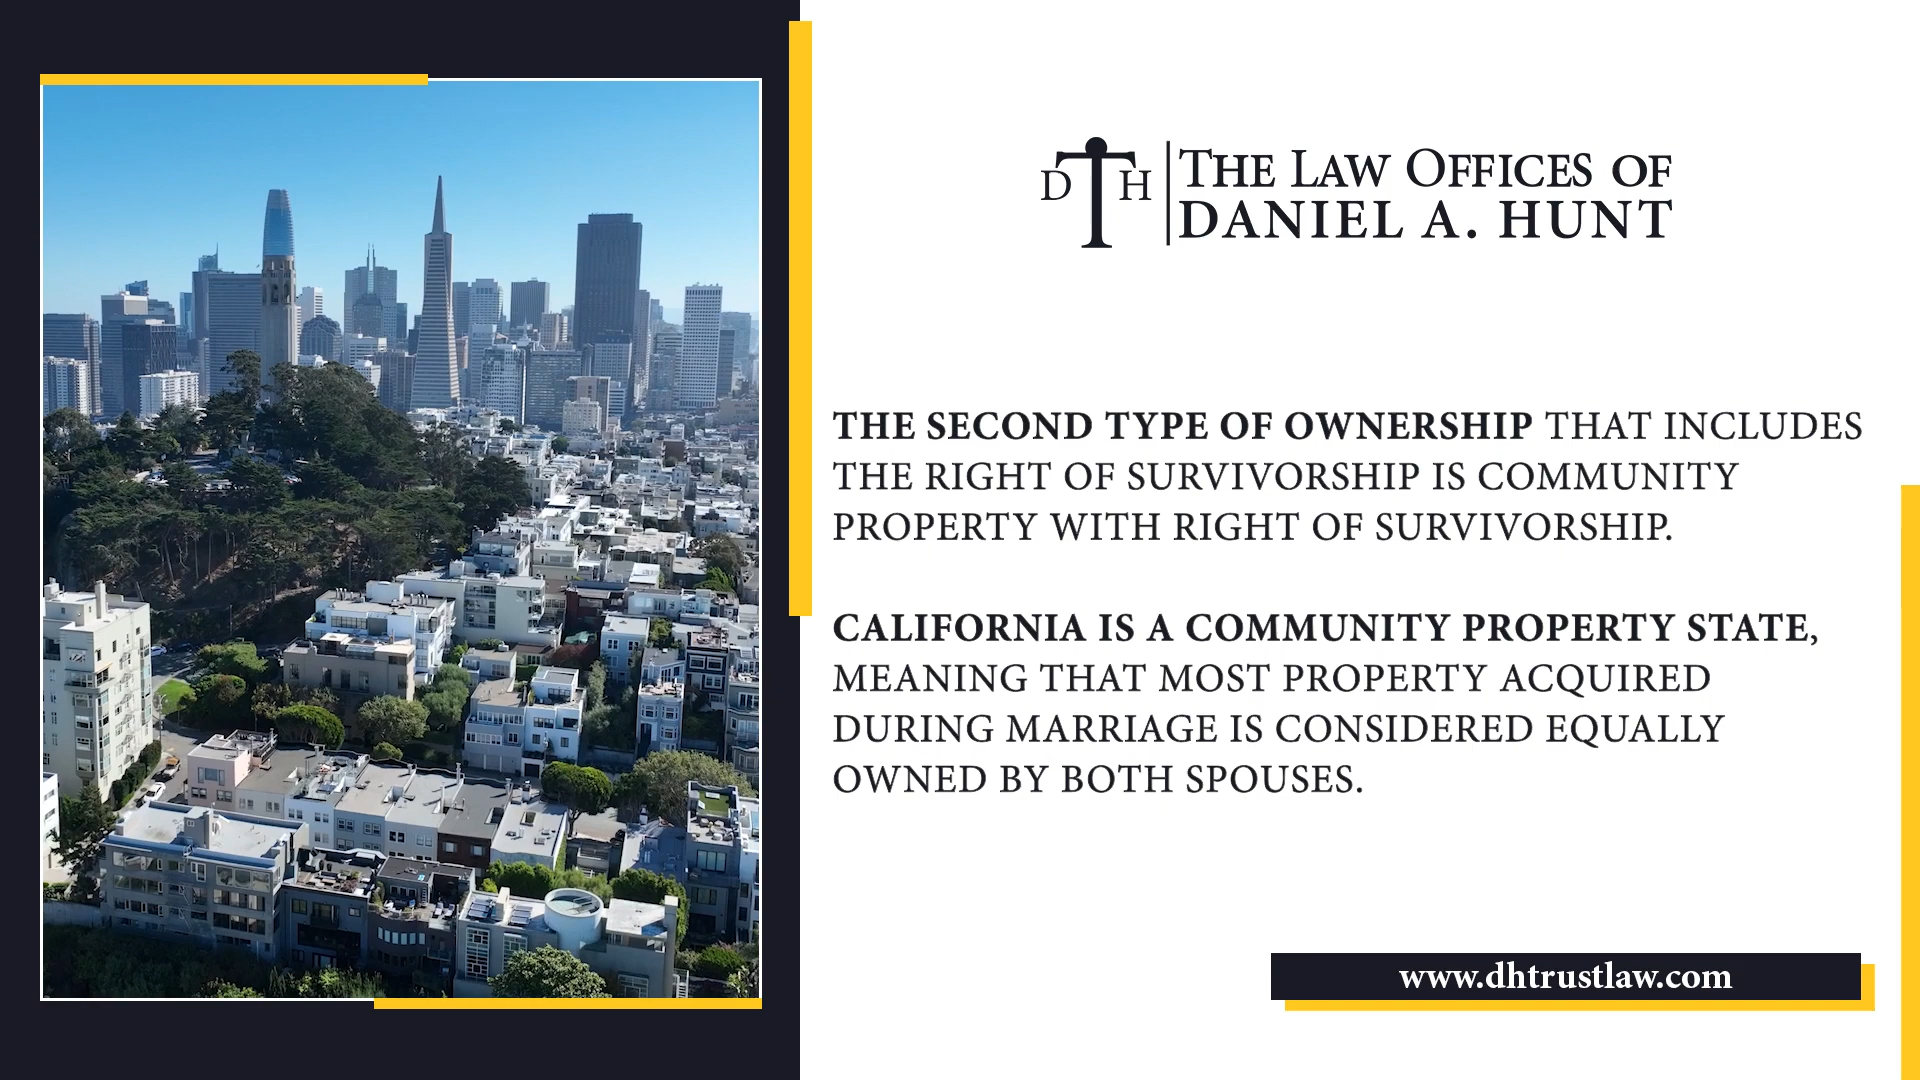 D H
THE LAW OFFICES OF
DANIEL A. HUNT
THE SECOND TYPE OF OWNERSHIP THAT INCLUDES
THE RIGHT OF SURVIVORSHIP IS COMMUNITY
PROPERTY WITH RIGHT OF SURVIVORSHIP.
CALIFORNIA IS A COMMUNITY PROPERTY STATE,
MEANING THAT MOST PROPERTY ACQUIRED
DURING MARRIAGE IS CONSIDERED EQUALLY
OWNED BY BOTH SPOUSES.
www.dhtrustlaw.com